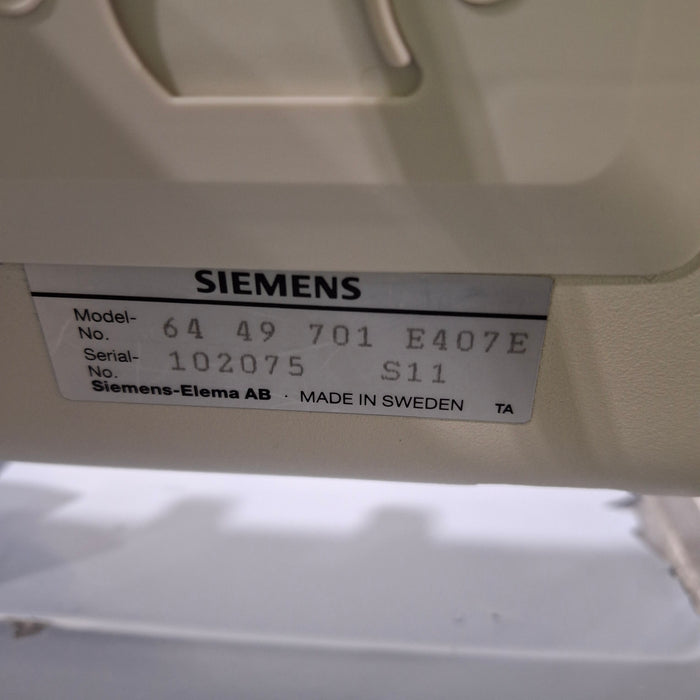 SIEMENS
Model-No. 64 49 701 E407E
Serial-No. 102075 S11
Siemens-Elema AB · MADE IN SWEDEN TA